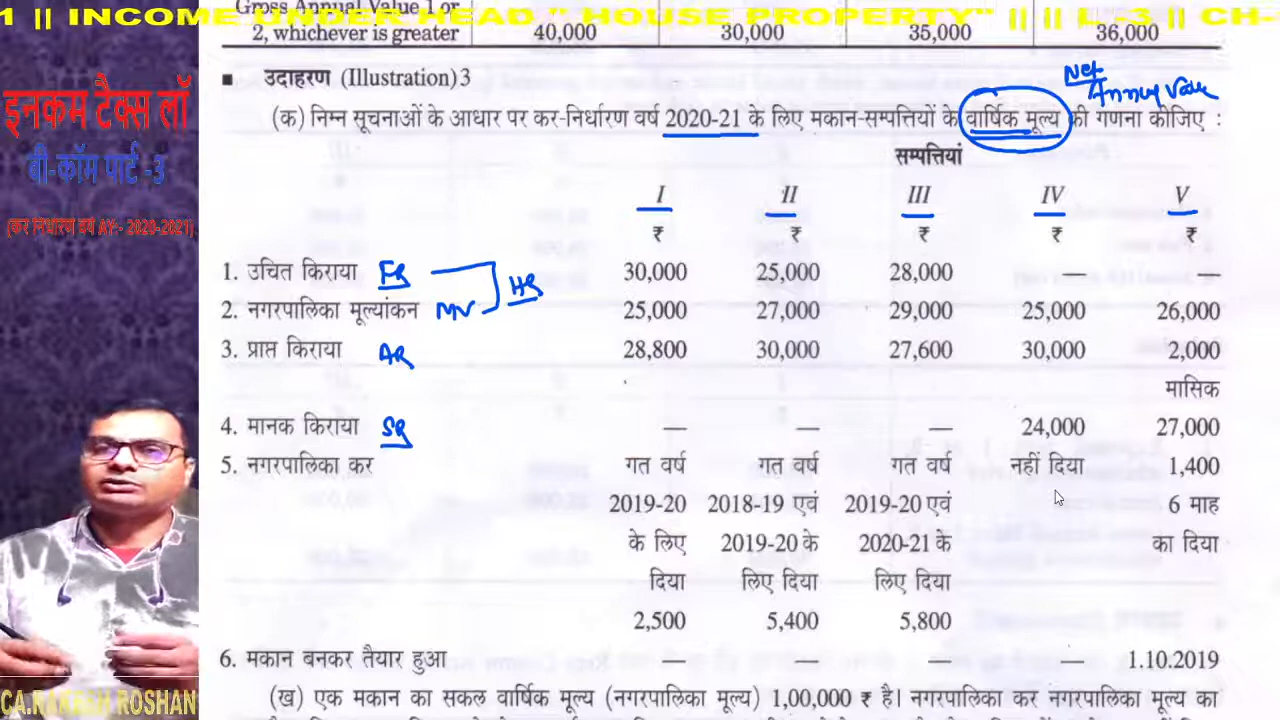 1 || INCOME UNDER HEAD " HOUSE PROPERTY" || || L -3 || CH-
Gross Annual Value 1 or
2, whichever is greater 40,000 30,000 35,000 36,000
इनकम टैक्स लॉ
बी-कॉम पार्ट -3
(कर निर्धारण वर्ष AY:- 2020-2021)
■ उदाहरण (Illustration) 3
Net
Annual Value
(क) निम्न सूचनाओं के आधार पर कर-निर्धारण वर्ष 2020-21 के लिए मकान-सम्पत्तियों के वार्षिक मूल्य की गणना कीजिए :
सम्पत्तियां
I II III IV V
₹ ₹ ₹ ₹ ₹
1. उचित किराया FR 30,000 25,000 28,000 — —
HR
2. नगरपालिका मूल्यांकन MV 25,000 27,000 29,000 25,000 26,000
3. प्राप्त किराया AR 28,800 30,000 27,600 30,000 2,000
मासिक
4. मानक किराया SR — — — 24,000 27,000
5. नगरपालिका कर गत वर्ष गत वर्ष गत वर्ष नहीं दिया 1,400
2019-20 2018-19 एवं 2019-20 एवं 6 माह
के लिए 2019-20 के 2020-21 के का दिया
दिया लिए दिया लिए दिया
2,500 5,400 5,800
6. मकान बनकर तैयार हुआ — — — — 1.10.2019
(ख) एक मकान का सकल वार्षिक मूल्य (नगरपालिका मूल्य) 1,00,000 ₹ है। नगरपालिका कर नगरपालिका मूल्य का
CA.RAKESH ROSHAN